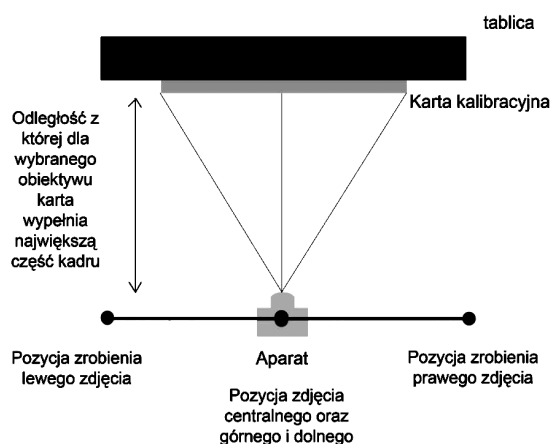 tablica
Karta kalibracyjna
Odległość z
której dla
wybranego
obiektywu
karta
wypełnia
największą
część kadru
Pozycja zrobienia
lewego zdjęcia
Aparat
Pozycja zrobienia
prawego zdjęcia
Pozycja zdjęcia
centralnego oraz
górnego i dolnego